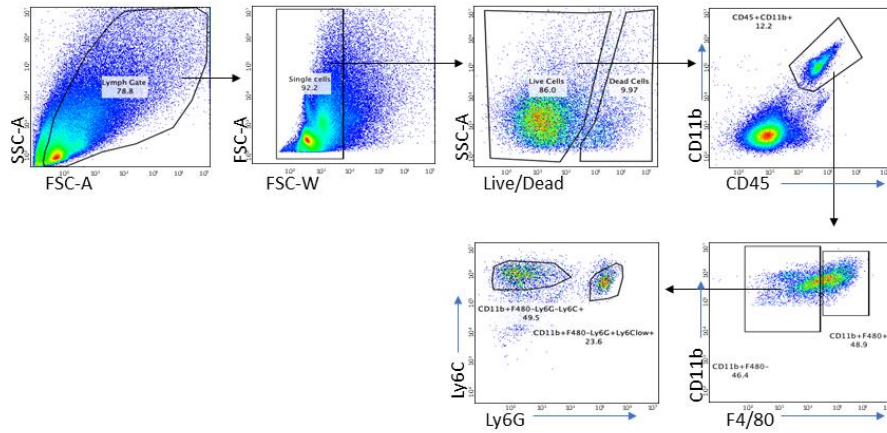 Lymph Gate
78.8
SSC-A
FSC-A
Single cells
92.2
FSC-A
FSC-W
Live Cells
86.0
Dead Cells
9.97
SSC-A
Live/Dead
CD45+CD11b+
12.2
CD11b
CD45
CD11b+F480-Ly6G-Ly6C+
49.5
CD11b+F480-Ly6G+Ly6Clow+
23.6
Ly6C
Ly6G
CD11b+F480+
48.9
CD11b+F480-
46.4
CD11b
F4/80